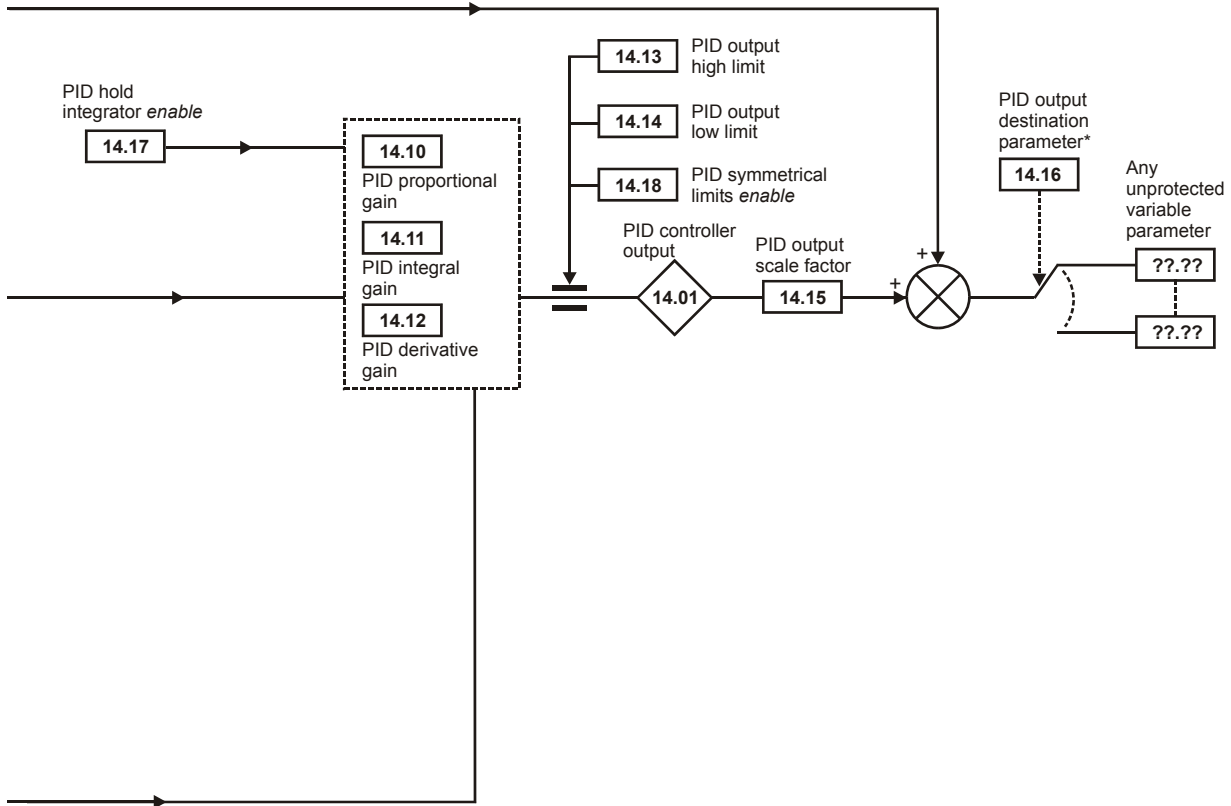 14.13
PID output
high limit
PID hold
integrator enable
14.17
14.14
PID output
low limit
14.18
PID symmetrical
limits enable
14.10
PID proportional
gain
14.11
PID integral
gain
14.12
PID derivative
gain
PID controller
output
14.01
PID output
scale factor
14.15
+
+
PID output
destination
parameter*
14.16
Any
unprotected
variable
parameter
??.??
??.??